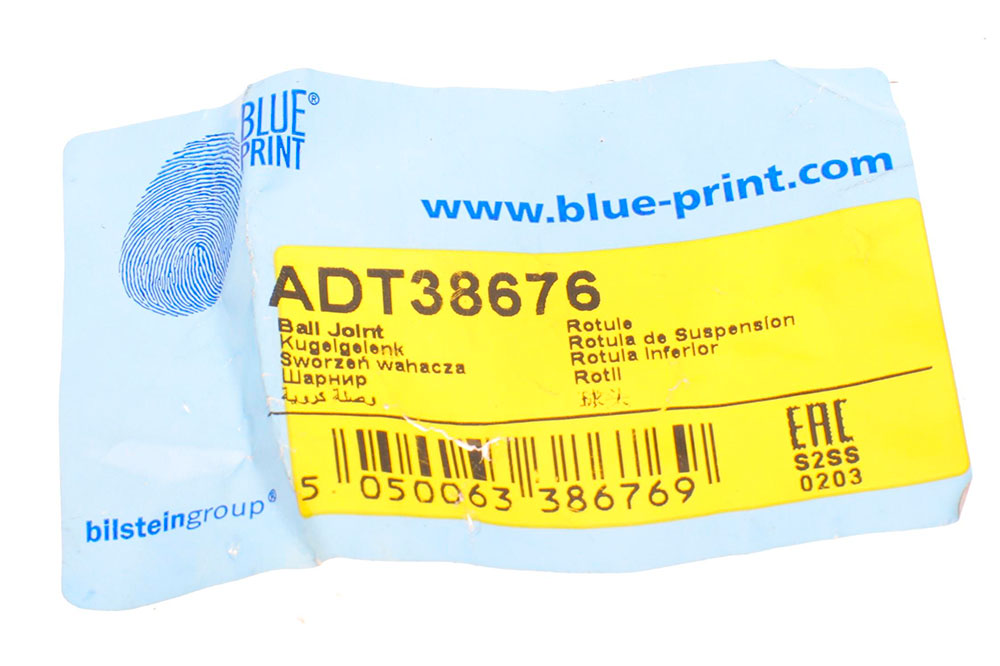 BLUE®
PRINT
www.blue-print.com
ADT38676
Ball Joint
Kugelgelenk
Sworzeń wahacza
Шарнир
وصلة كروية
Rotule
Rotula de Suspension
Rotula Inferior
Rotil
球头
EAC
S2SS
0203
5 050063 386769
bilsteingroup®